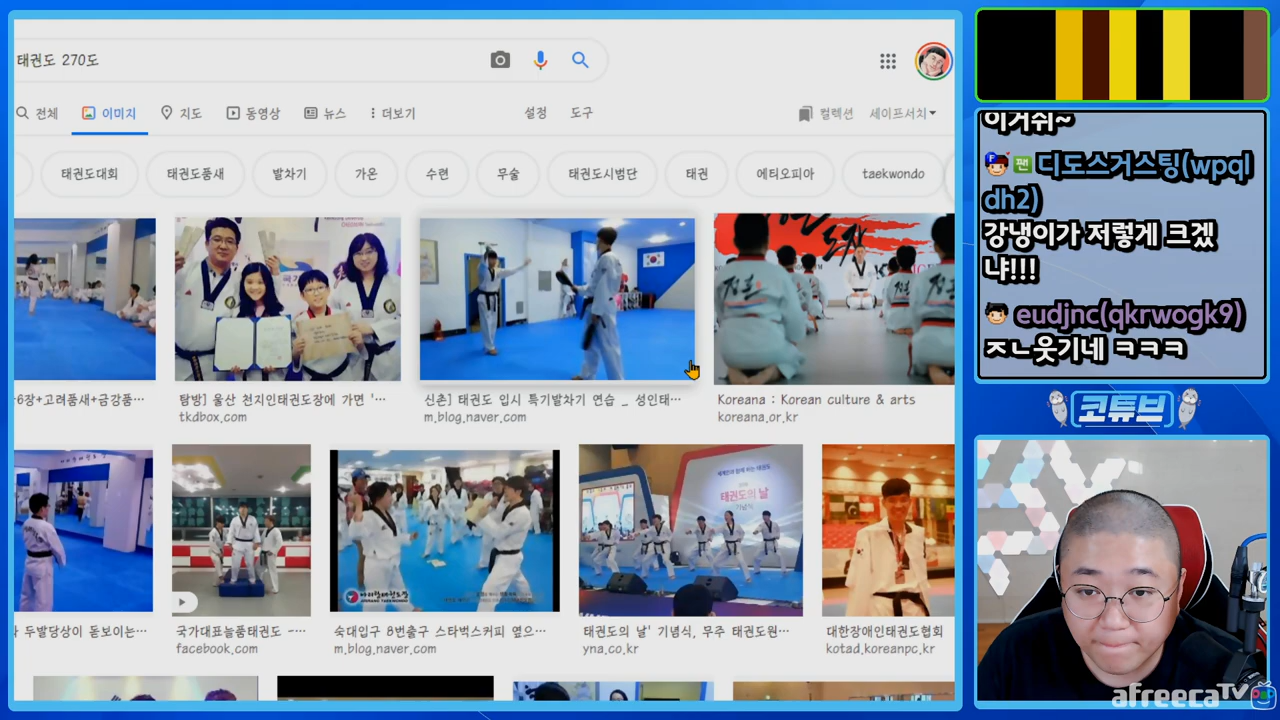 태권도 270도
전체
이미지
지도
동영상
뉴스
더보기
설정
도구
컬렉션
세이프서치
태권도대회
태권도품새
발차기
가온
수련
무술
태권도시범단
태권
에티오피아
taekwondo
6장+고려품새+금강품…
탐방] 울산 천지인태권도장에 가면 '…
tkdbox.com
신촌] 태권도 입시 특기발차기 연습 _ 성인태…
m.blog.naver.com
Koreana : Korean culture & arts
koreana.or.kr
태권도의 날
두발당상이 돋보이는…
국가대표늘품태권도 -…
facebook.com
숙대입구 8번출구 스타벅스커피 옆으…
m.blog.naver.com
태권도의 날' 기념식, 무주 태권도원…
yna.co.kr
대한장애인태권도협회
kotad.koreanpc.kr
이거쥐~
F 팬 디도스거스팅(wpql
dh2)
강냉이가 저렇게 크겠
냐!!!
eudjnc(qkrwogk9)
ㅈㄴ웃기네 ㅋㅋㅋ
코튜브
afreecaTV